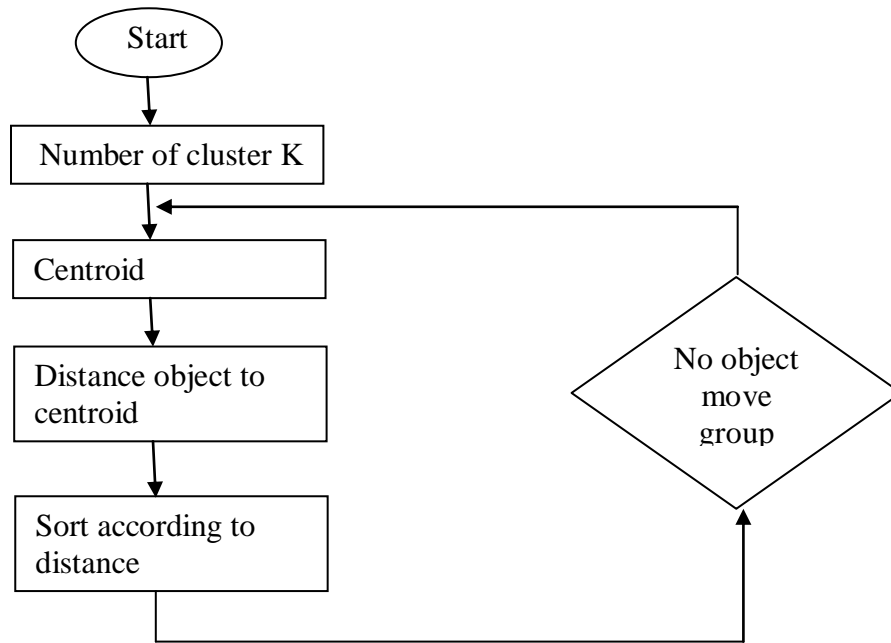 Start
Number of cluster K
Centroid
Distance object to
centroid
Sort according to
distance
No object
move
group